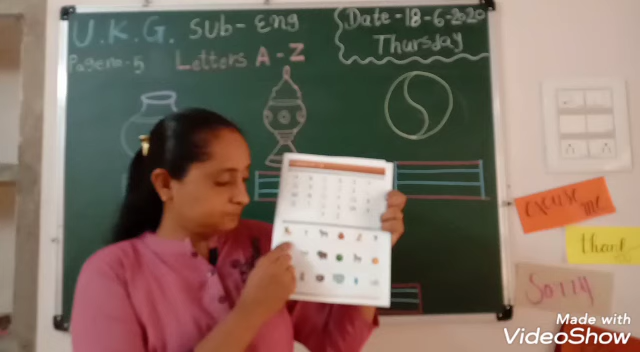 U.K.G. Sub- Eng
Date - 18-6-2020
Thursday
Page no - 5 Letters A - Z
excuse me
thank
Sorry
Made with
VideoShow